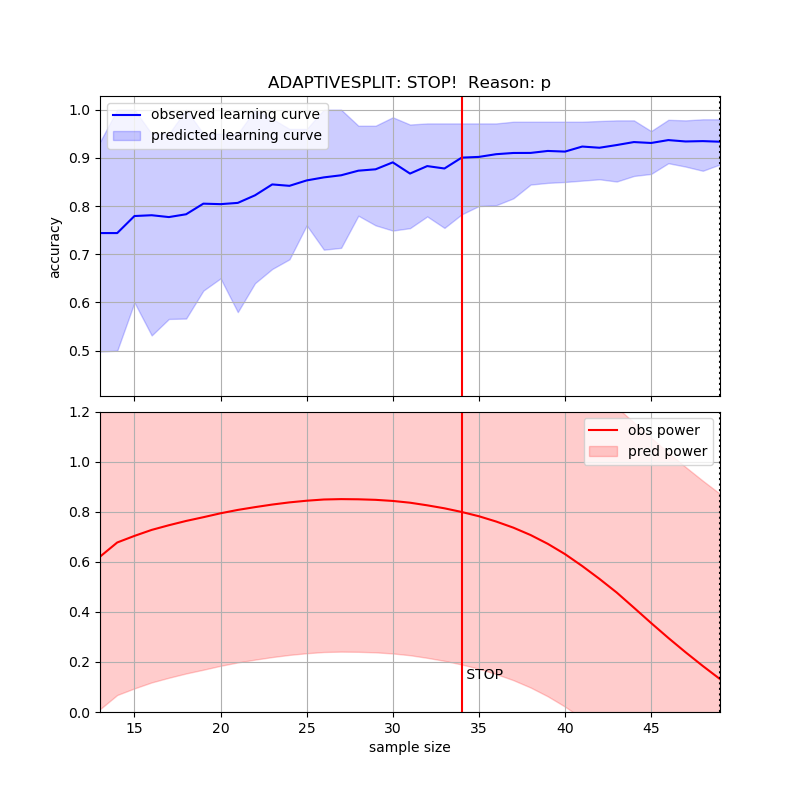 ADAPTIVESPLIT: STOP!  Reason: p
1.0
0.9
0.8
0.7
0.6
0.5
accuracy
observed learning curve
predicted learning curve
1.2
1.0
0.8
0.6
0.4
0.2
0.0
obs power
pred power
STOP
15 20 25 30 35 40 45
sample size